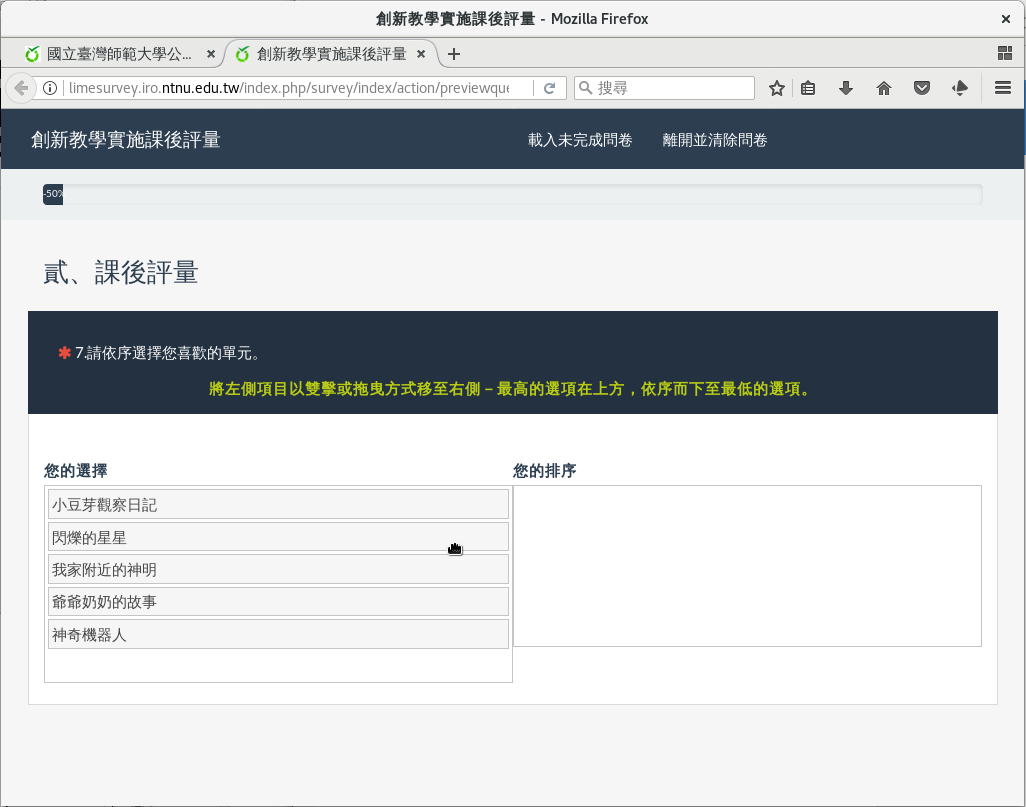 創新教學實施課後評量 - Mozilla Firefox
國立臺灣師範大學公...
創新教學實施課後評量
limesurvey.iro.ntnu.edu.tw/index.php/survey/index/action/previewque
搜尋
創新教學實施課後評量
載入未完成問卷
離開並清除問卷
-50%
貳、課後評量
✱ 7.請依序選擇您喜歡的單元。
將左側項目以雙擊或拖曳方式移至右側 – 最高的選項在上方，依序而下至最低的選項。
您的選擇
您的排序
小豆芽觀察日記
閃爍的星星
我家附近的神明
爺爺奶奶的故事
神奇機器人